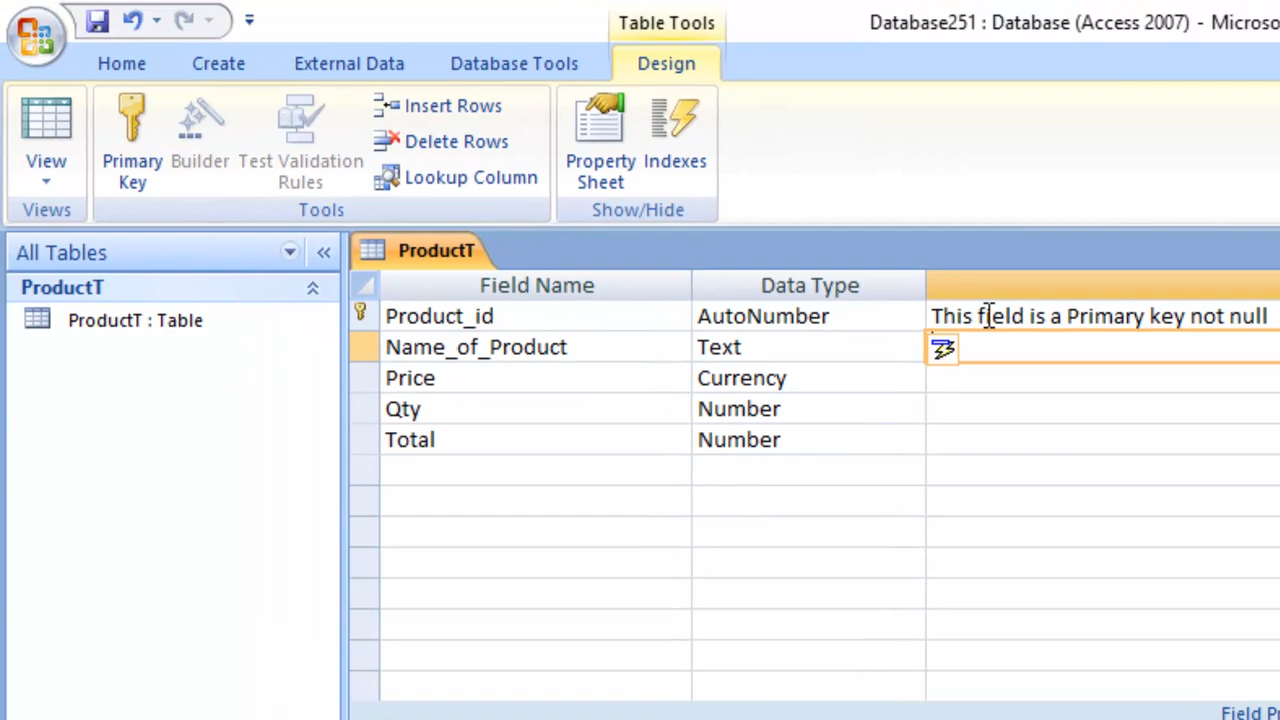 Table Tools
Database251 : Database (Access 2007) - Microso
Home Create External Data Database Tools Design
View
Primary Key
Builder
Test Validation Rules
Insert Rows
Delete Rows
Lookup Column
Property Sheet
Indexes
Views Tools Show/Hide
All Tables
ProductT
ProductT : Table
ProductT
Field Name Data Type
Product_id AutoNumber This field is a Primary key not null
Name_of_Product Text
Price Currency
Qty Number
Total Number
Field Pr